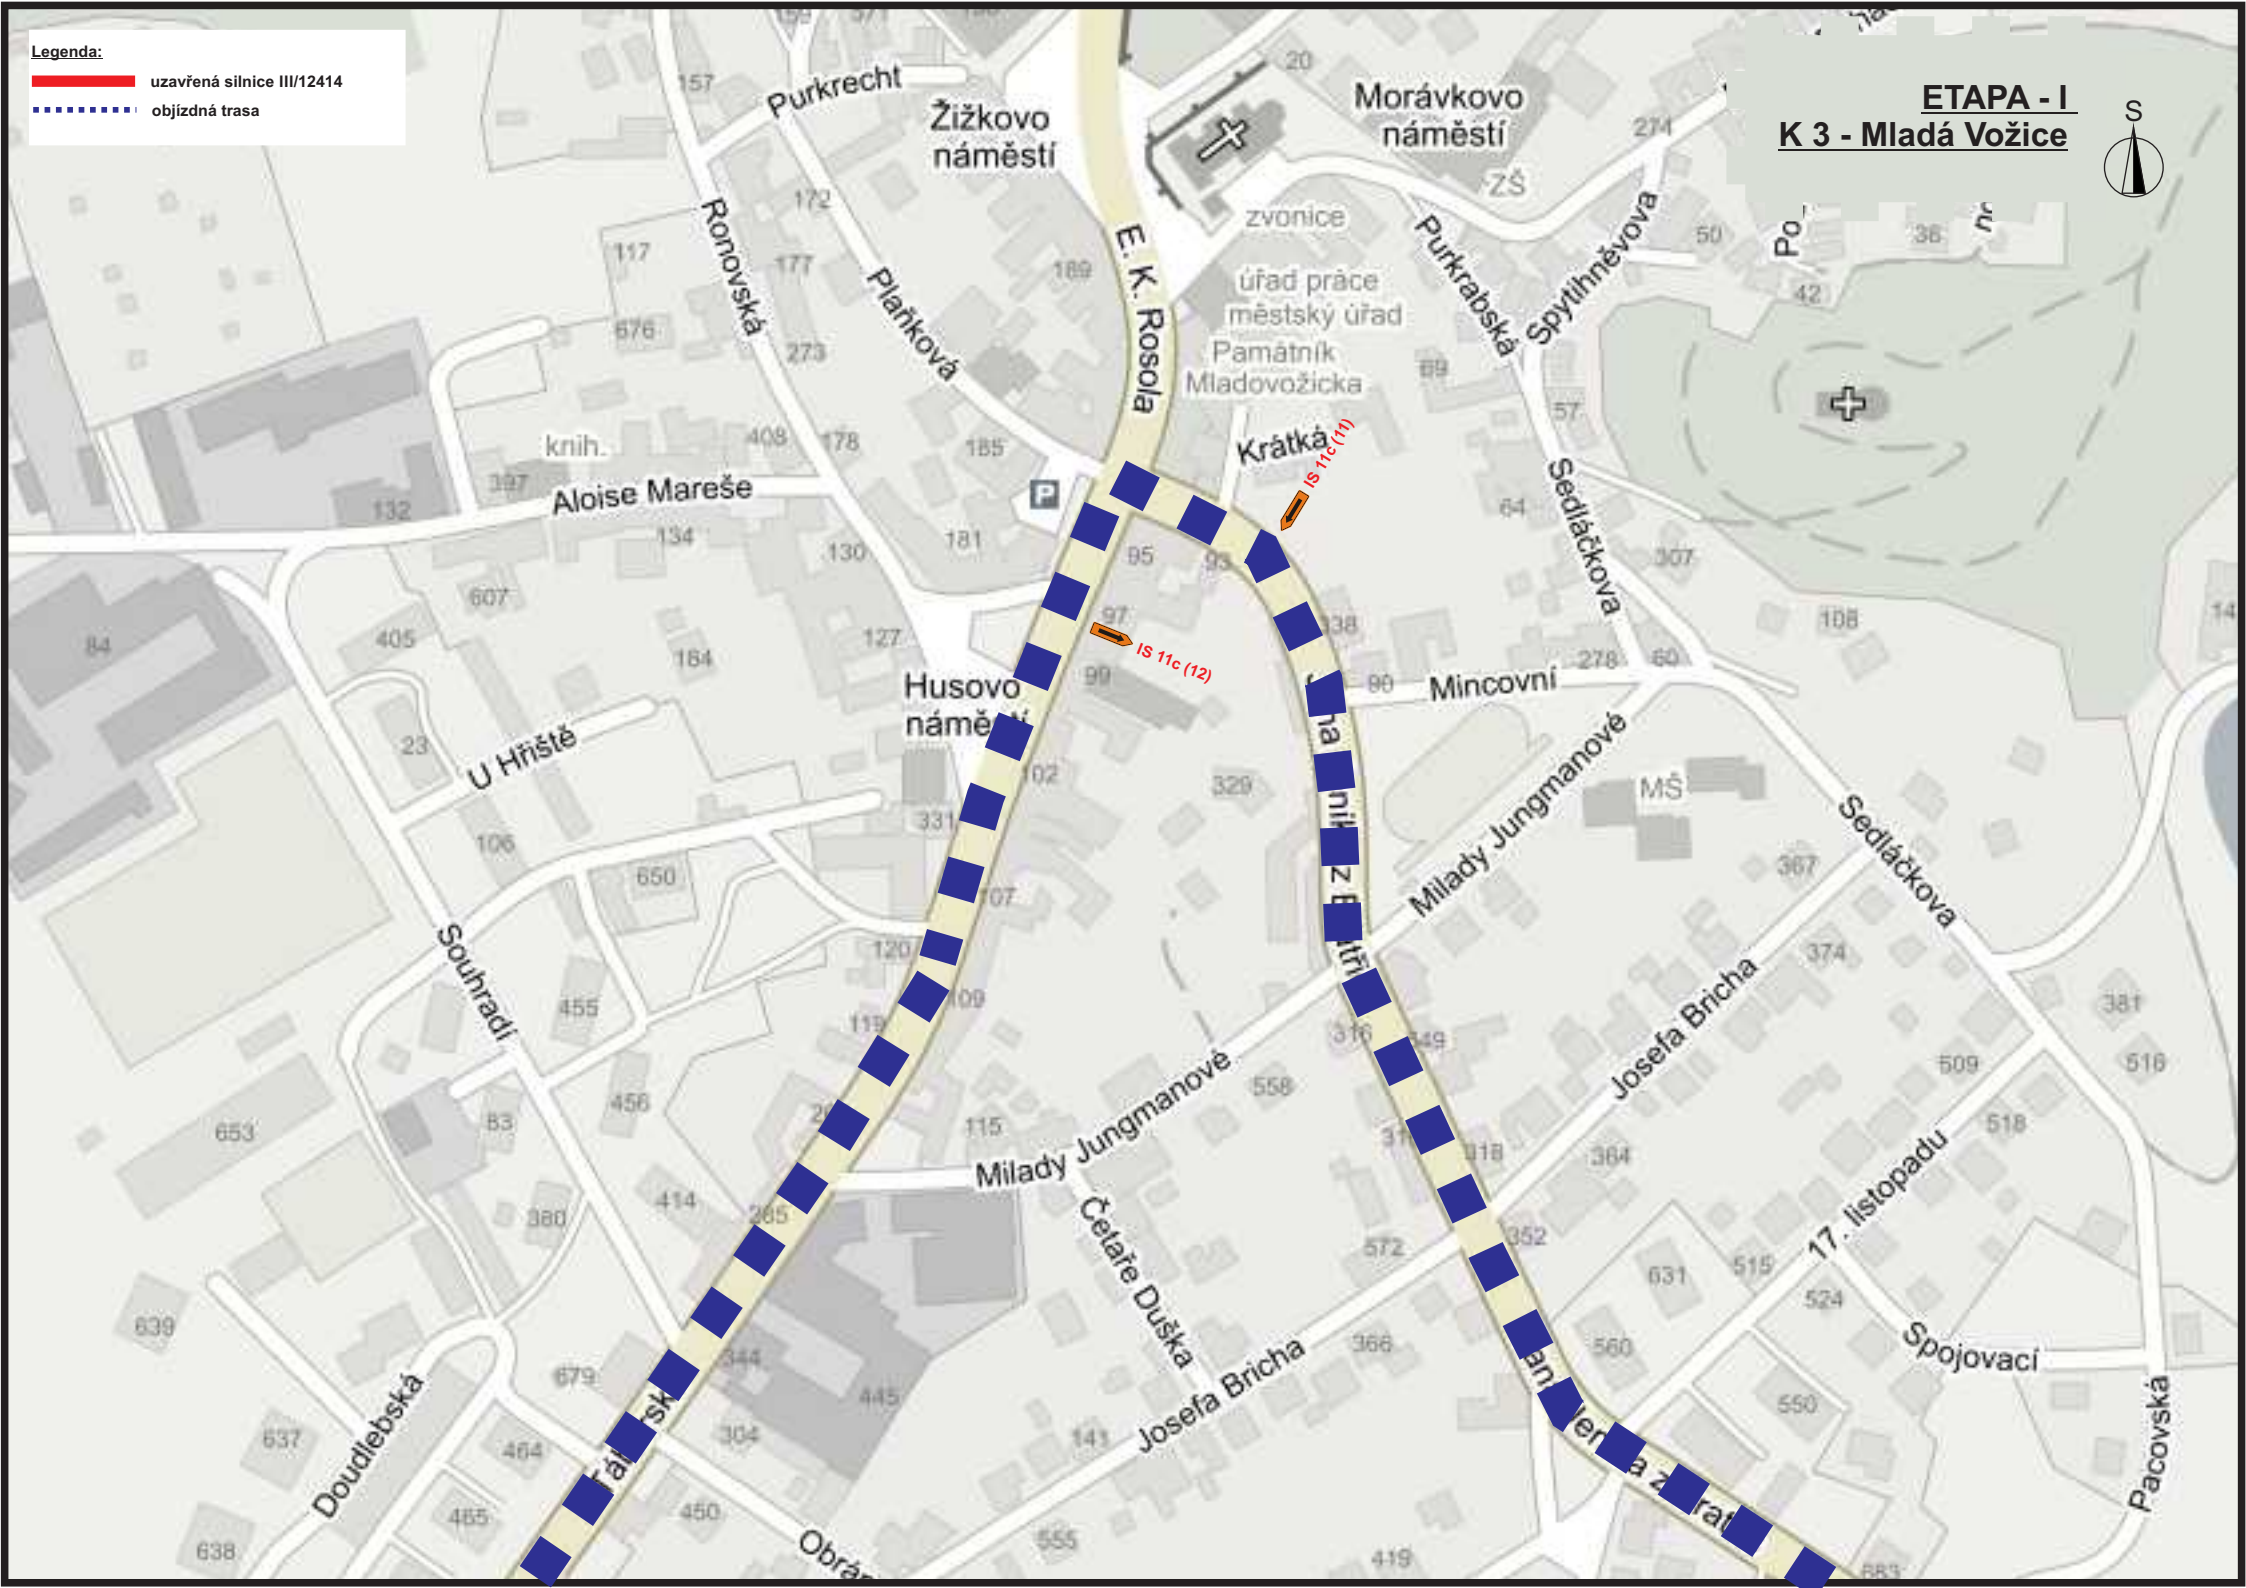 Legenda:
uzavřená silnice III/12414
objízdná trasa
ETAPA - I
K 3 - Mladá Vožice
S
157
20
Purkrecht
Žižkovo
náměstí
Morávkovo
náměstí
274
ZŠ
172
zvonice
50
36
Po
117
Ronovská
177
189
E. K. Rosola
úřad práce
městský úřad
Purkrabská
Spytihněvova
42
676
273
Plaňková
Památník
Mladovožicka
69
57
knih.
408
178
185
Krátká
IS 11c (11)
397
Aloise Mareše
P
132
134
130
181
95
93
64
Sedláčkova
307
607
405
97
338
108
84
184
127
IS 11c (12)
99
90
Mincovní
278
60
14
Husovo
23
U Hřiště
102
329
MŠ
Milady Jungmanové
331
106
650
107
367
Sedláčkova
Souhradí
120
374
455
109
119
316
349
Josefa Bricha
381
509
516
456
558
83
653
115
Milady Jungmanové
318
364
518
17. listopadu
414
380
285
Četaře Duška
572
352
631
515
524
639
Spojovací
679
344
366
560
445
550
Doudlebská
637
464
304
141
Josefa Bricha
Pacovská
465
450
638
555
419
683